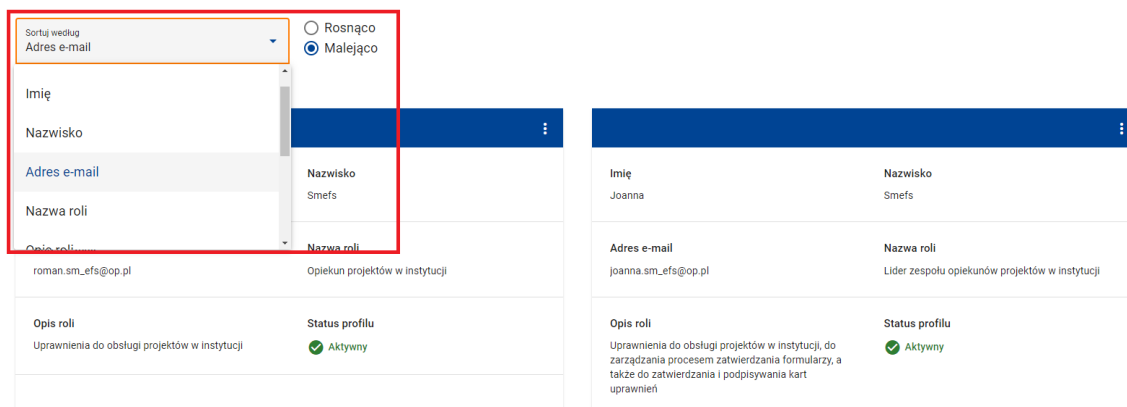 Sortuj według
Adres e-mail
Rosnąco
Malejąco
Imię
Nazwisko
Adres e-mail
Nazwa roli
Opis roli
Nazwisko
Smefs
Nazwa roli
roman.sm_efs@op.pl
Opiekun projektów w instytucji
Opis roli
Uprawnienia do obsługi projektów w instytucji
Status profilu
Aktywny
Imię
Joanna
Nazwisko
Smefs
Adres e-mail
joanna.sm_efs@op.pl
Nazwa roli
Lider zespołu opiekunów projektów w instytucji
Opis roli
Uprawnienia do obsługi projektów w instytucji, do
zarządzania procesem zatwierdzania formularzy, a
także do zatwierdzania i podpisywania kart
uprawnień
Status profilu
Aktywny